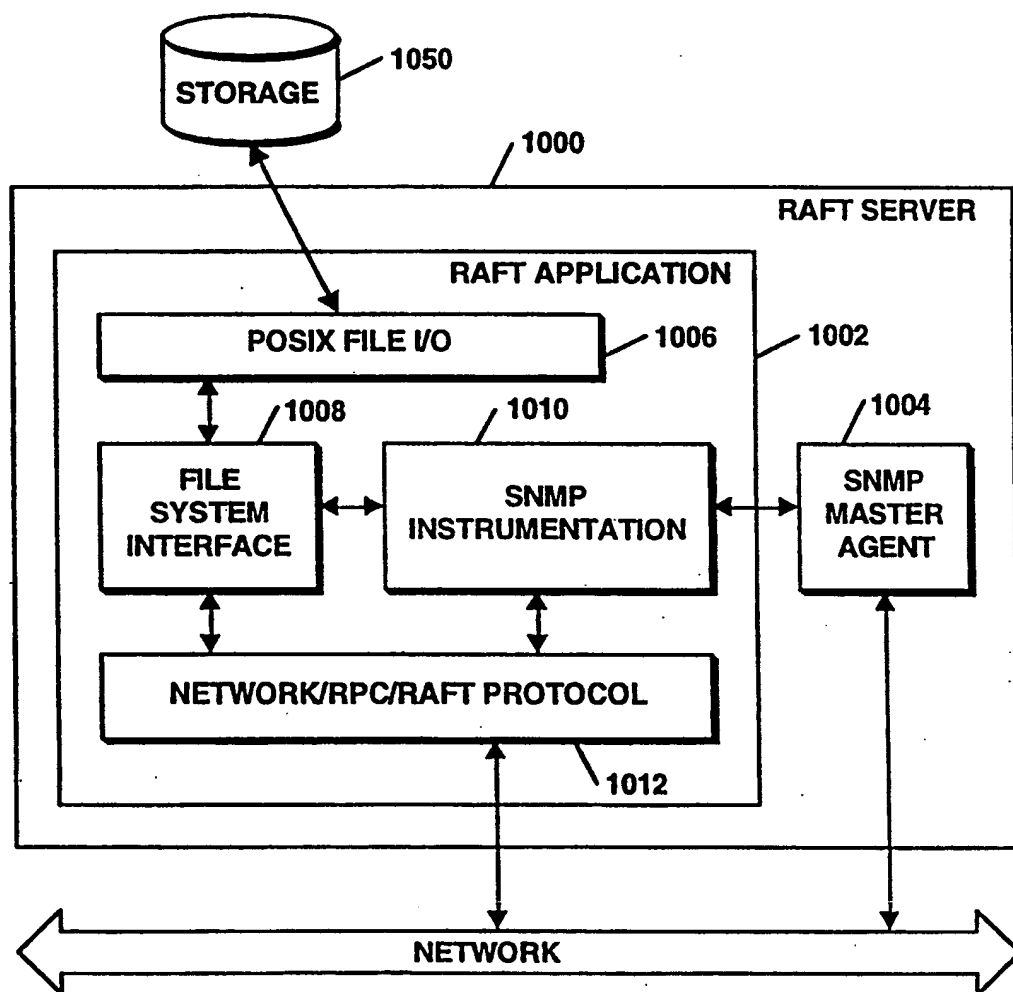 STORAGE
1050
1000
RAFT SERVER
RAFT APPLICATION
POSIX FILE I/O
1006
1002
1008
1010
1004
FILE
SYSTEM
INTERFACE
SNMP
INSTRUMENTATION
SNMP
MASTER
AGENT
NETWORK/RPC/RAFT PROTOCOL
1012
NETWORK